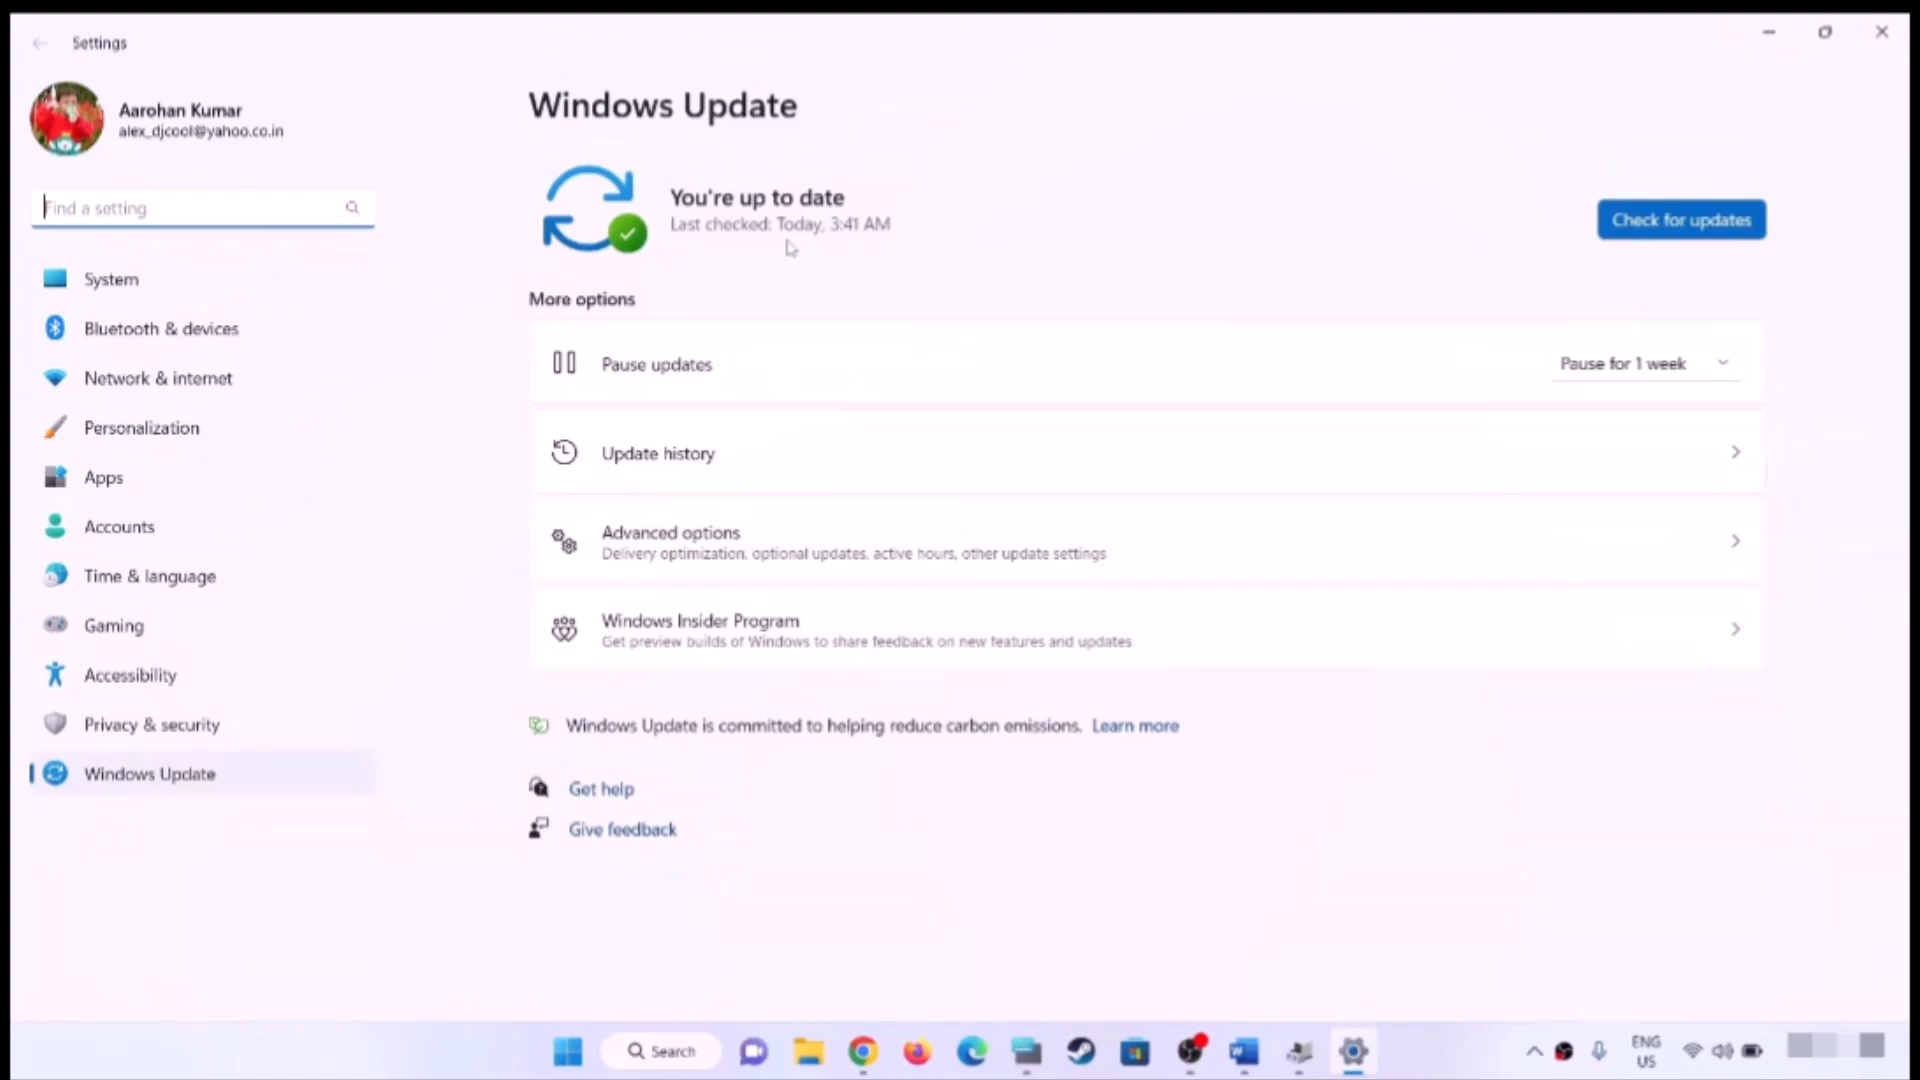 Settings
Aarohan Kumar
alex_djcool@yahoo.co.in
Find a setting
System
Bluetooth & devices
Network & internet
Personalization
Apps
Accounts
Time & language
Gaming
Accessibility
Privacy & security
Windows Update
Windows Update
You're up to date
Last checked: Today, 3:41 AM
Check for updates
More options
Pause updates
Pause for 1 week
Update history
Advanced options
Delivery optimization, optional updates, active hours, other update settings
Windows Insider Program
Get preview builds of Windows to share feedback on new features and updates
Windows Update is committed to helping reduce carbon emissions. Learn more
Get help
Give feedback
Search
ENG
US